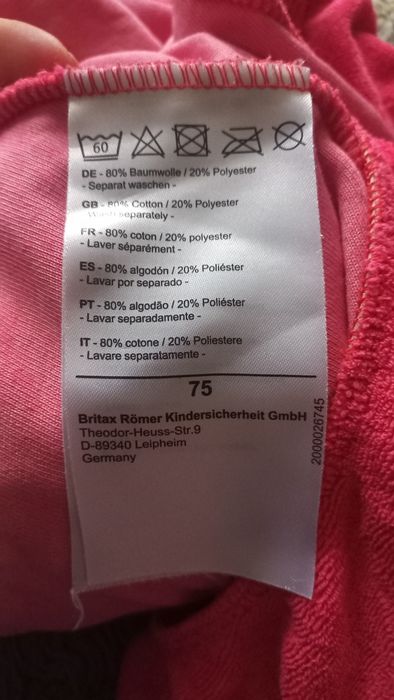 60
DE - 80% Baumwolle / 20% Polyester
- Separat waschen -
GB - 80% Cotton / 20% Polyester
Wash separately -
FR - 80% coton / 20% polyester
- Laver séparément -
ES - 80% algodón / 20% Poliéster
- Lavar por separado -
PT - 80% algodão / 20% Poliéster
- Lavar separadamente -
IT - 80% cotone / 20% Poliestere
- Lavare separatamente -
75
Britax Römer Kindersicherheit GmbH
Theodor-Heuss-Str.9
D-89340 Leipheim
Germany
2000026745